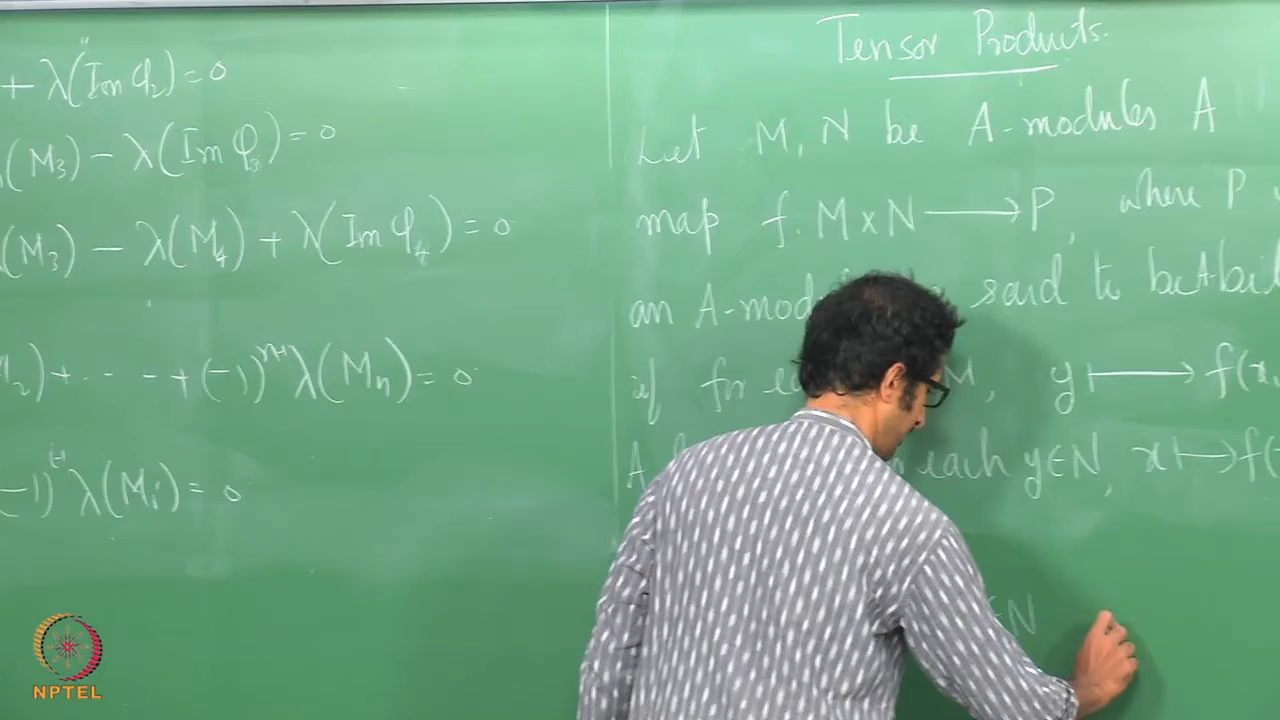 + λ(Im φ₂) = 0
(M₃) − λ(Im φ₃) = 0
(M₃) − λ(M₄) + λ(Im φ₄) = 0
₂) + ... - + (-1)ⁿ⁺¹ λ(Mₙ) = 0
-1)ⁱ⁻¹ λ(Mᵢ) = 0
Tensor Products.
Let M, N be A-modules A
map f: M × N ⟶ P, where P
an A-mod said to be A-bil
if for M, y ⟼ f(x,
A each y∈N, x ⟼ f(
∈N
NPTEL